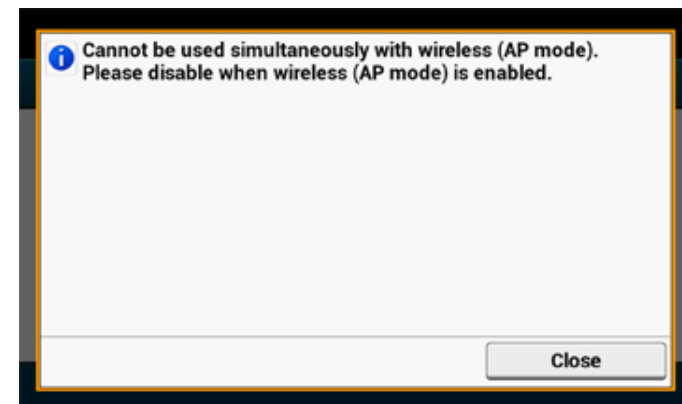 Cannot be used simultaneously with wireless (AP mode).
Please disable when wireless (AP mode) is enabled.
Close